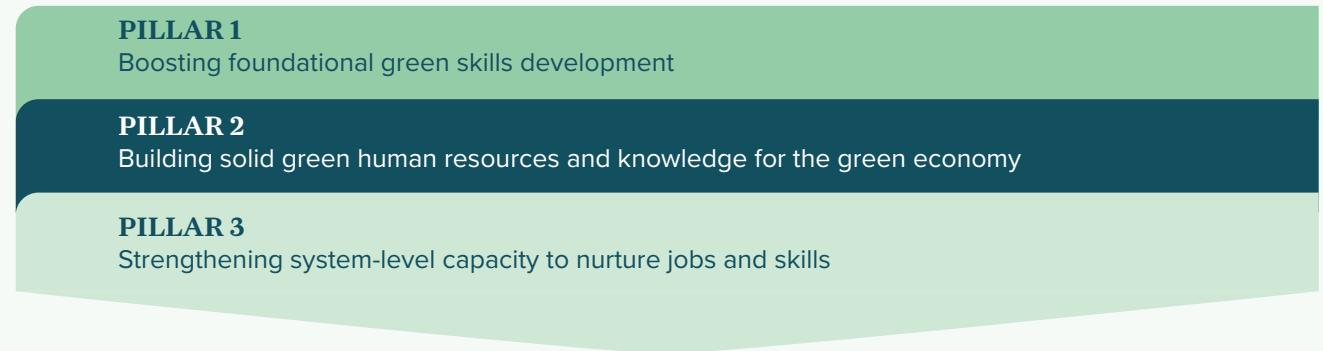 PILLAR 1
Boosting foundational green skills development
PILLAR 2
Building solid green human resources and knowledge for the green economy
PILLAR 3
Strengthening system-level capacity to nurture jobs and skills